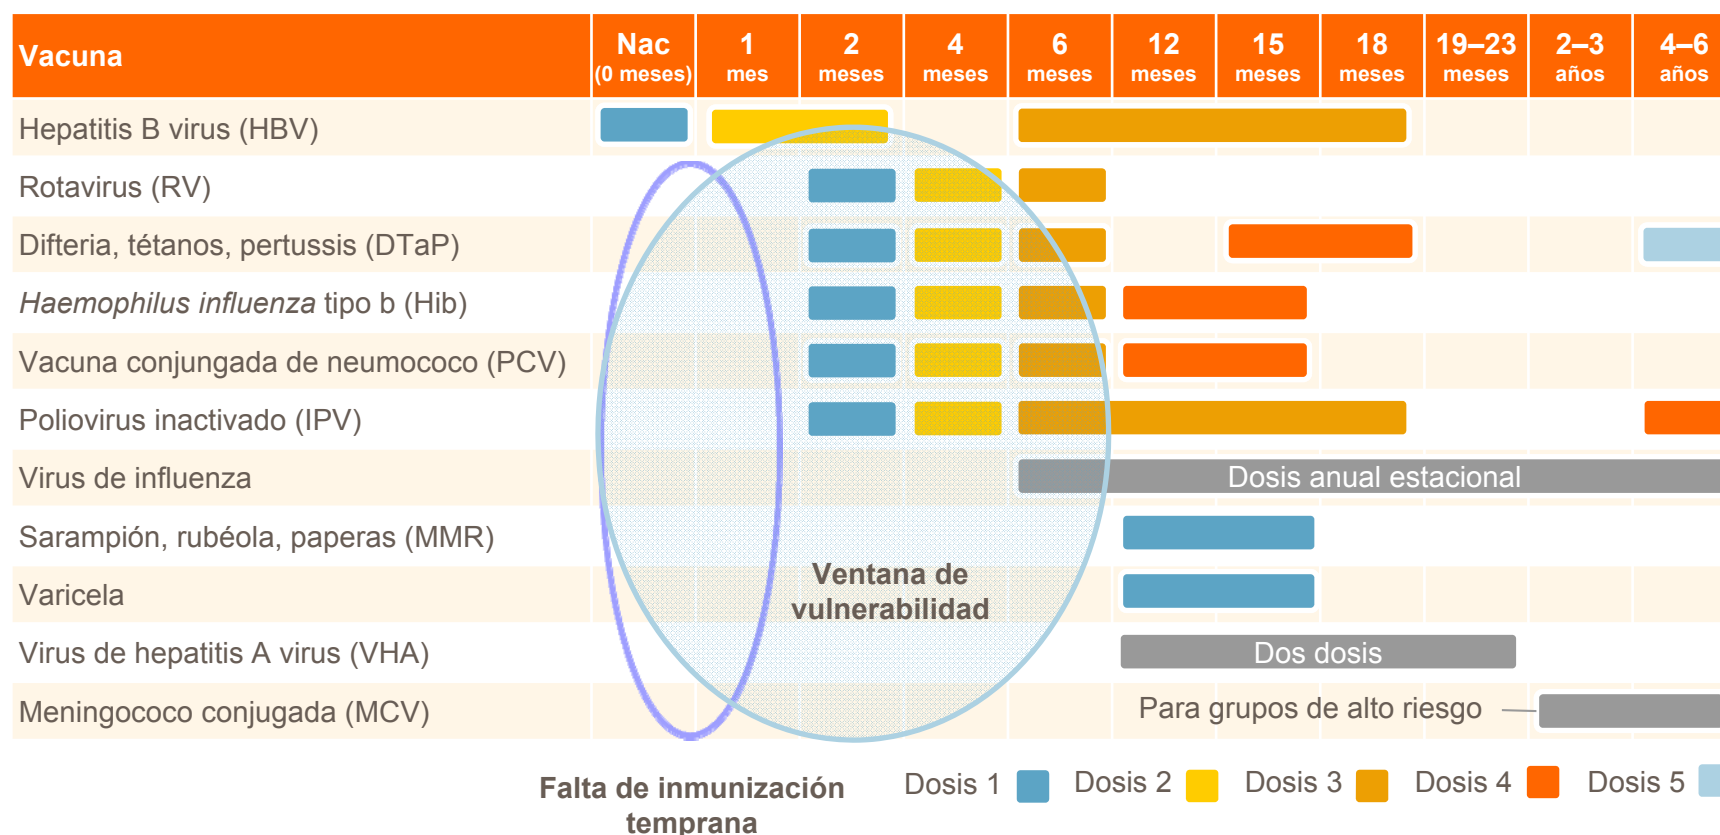 Vacuna
Nac
(0 meses)
1
mes
2
meses
4
meses
6
meses
12
meses
15
meses
18
meses
19–23
meses
2–3
años
4–6
años
Hepatitis B virus (HBV)
Rotavirus (RV)
Difteria, tétanos, pertussis (DTaP)
Haemophilus influenza tipo b (Hib)
Vacuna conjungada de neumococo (PCV)
Poliovirus inactivado (IPV)
Virus de influenza
Dosis anual estacional
Sarampión, rubéola, paperas (MMR)
Ventana de
vulnerabilidad
Varicela
Virus de hepatitis A virus (VHA)
Dos dosis
Meningococo conjugada (MCV)
Para grupos de alto riesgo
Falta de inmunización
temprana
Dosis 1
Dosis 2
Dosis 3
Dosis 4
Dosis 5